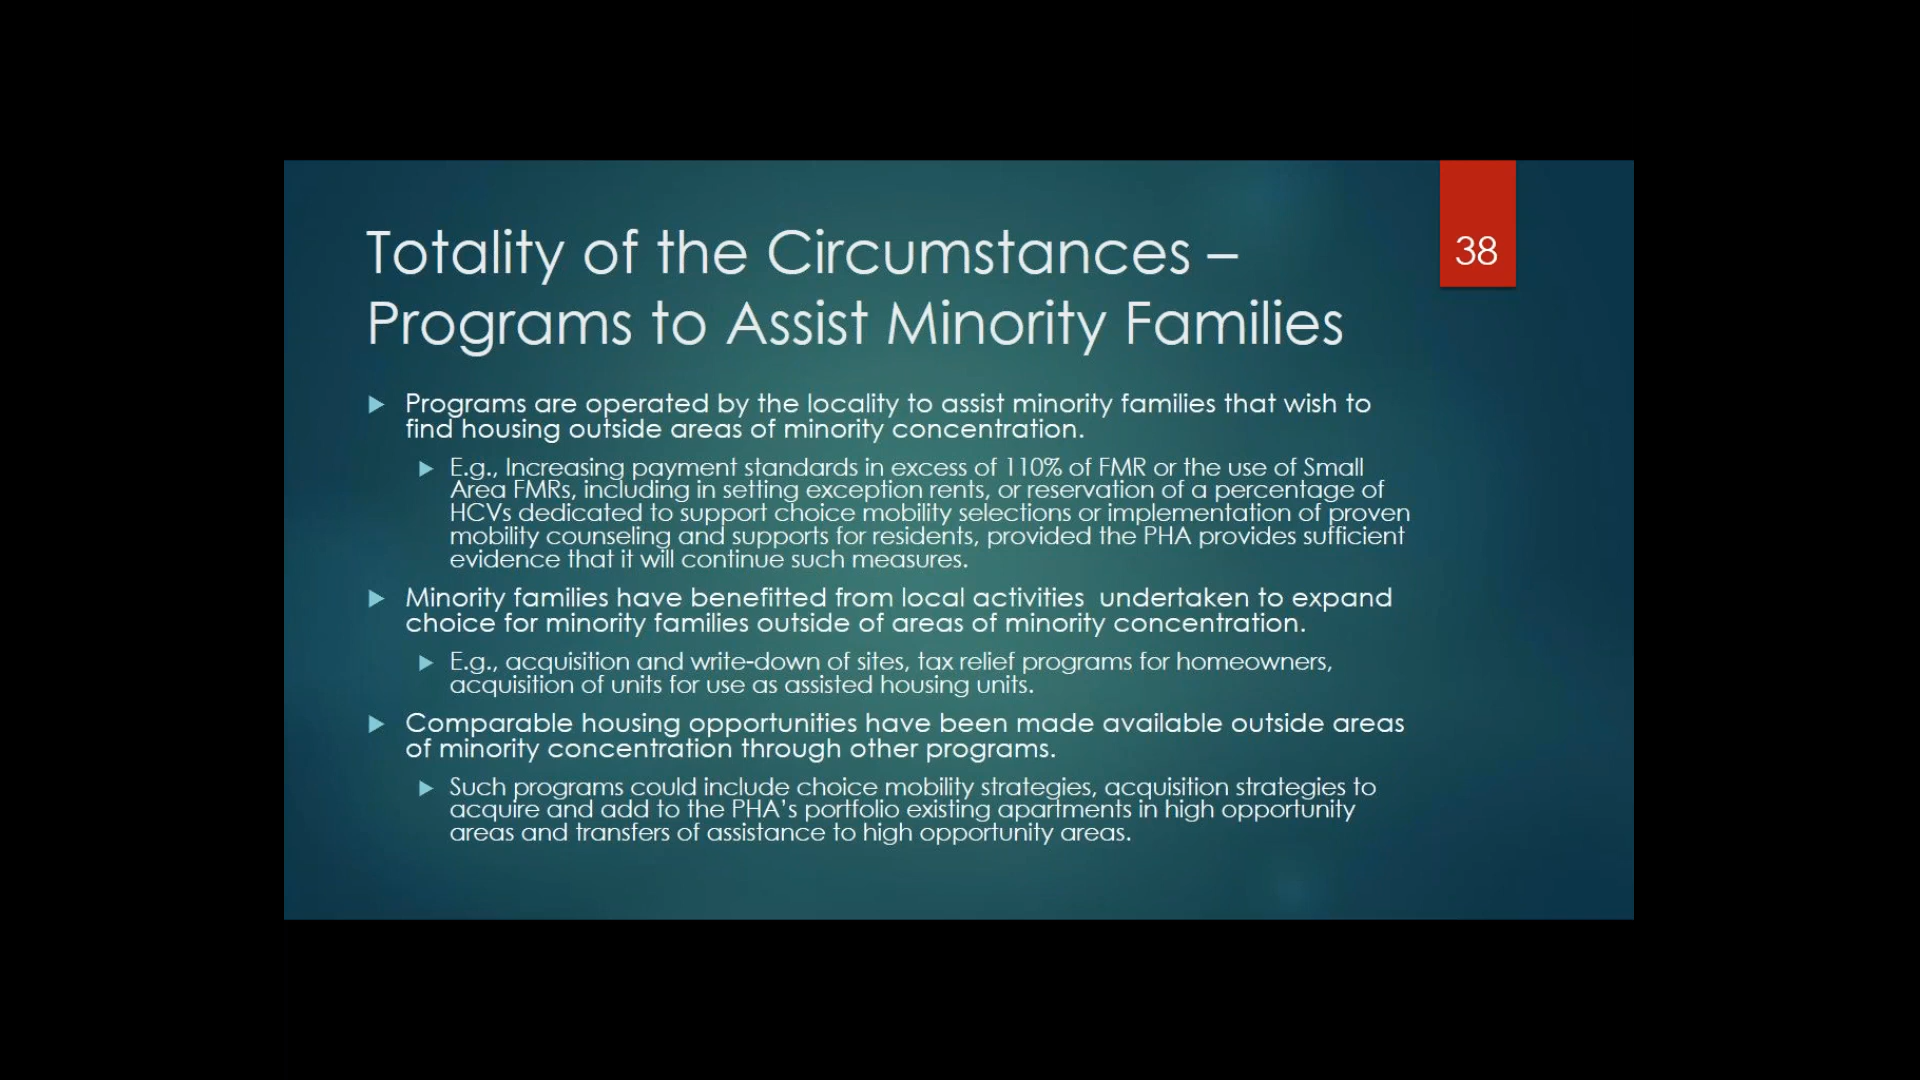 38
Totality of the Circumstances –
Programs to Assist Minority Families
Programs are operated by the locality to assist minority families that wish to
find housing outside areas of minority concentration.
E.g., Increasing payment standards in excess of 110% of FMR or the use of Small
Area FMRs, including in setting exception rents, or reservation of a percentage of
HCVs dedicated to support choice mobility selections or implementation of proven
mobility counseling and supports for residents, provided the PHA provides sufficient
evidence that it will continue such measures.
Minority families have benefitted from local activities undertaken to expand
choice for minority families outside of areas of minority concentration.
E.g., acquisition and write-down of sites, tax relief programs for homeowners,
acquisition of units for use as assisted housing units.
Comparable housing opportunities have been made available outside areas
of minority concentration through other programs.
Such programs could include choice mobility strategies, acquisition strategies to
acquire and add to the PHA's portfolio existing apartments in high opportunity
areas and transfers of assistance to high opportunity areas.